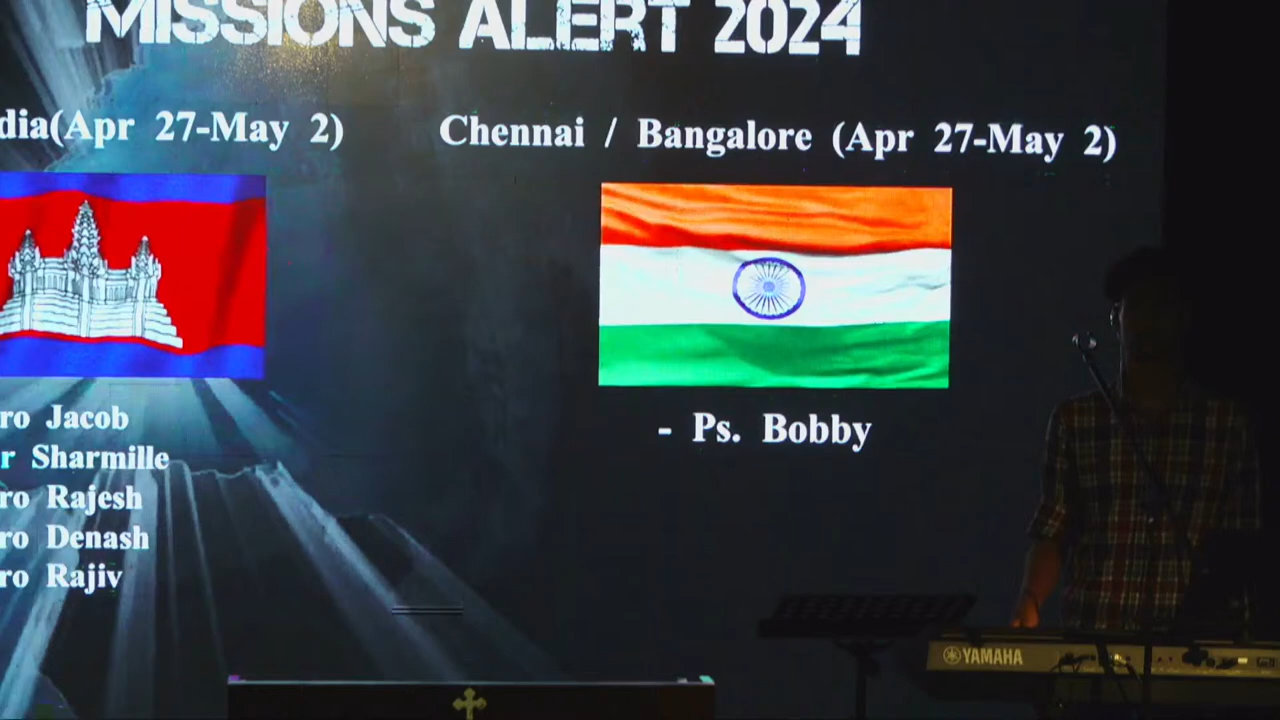 MISSIONS ALERT 2024
dia(Apr 27-May 2)
Chennai / Bangalore (Apr 27-May 2)
- Ps. Bobby
ro Jacob
r Sharmille
ro Rajesh
ro Denash
ro Rajiv
YAMAHA